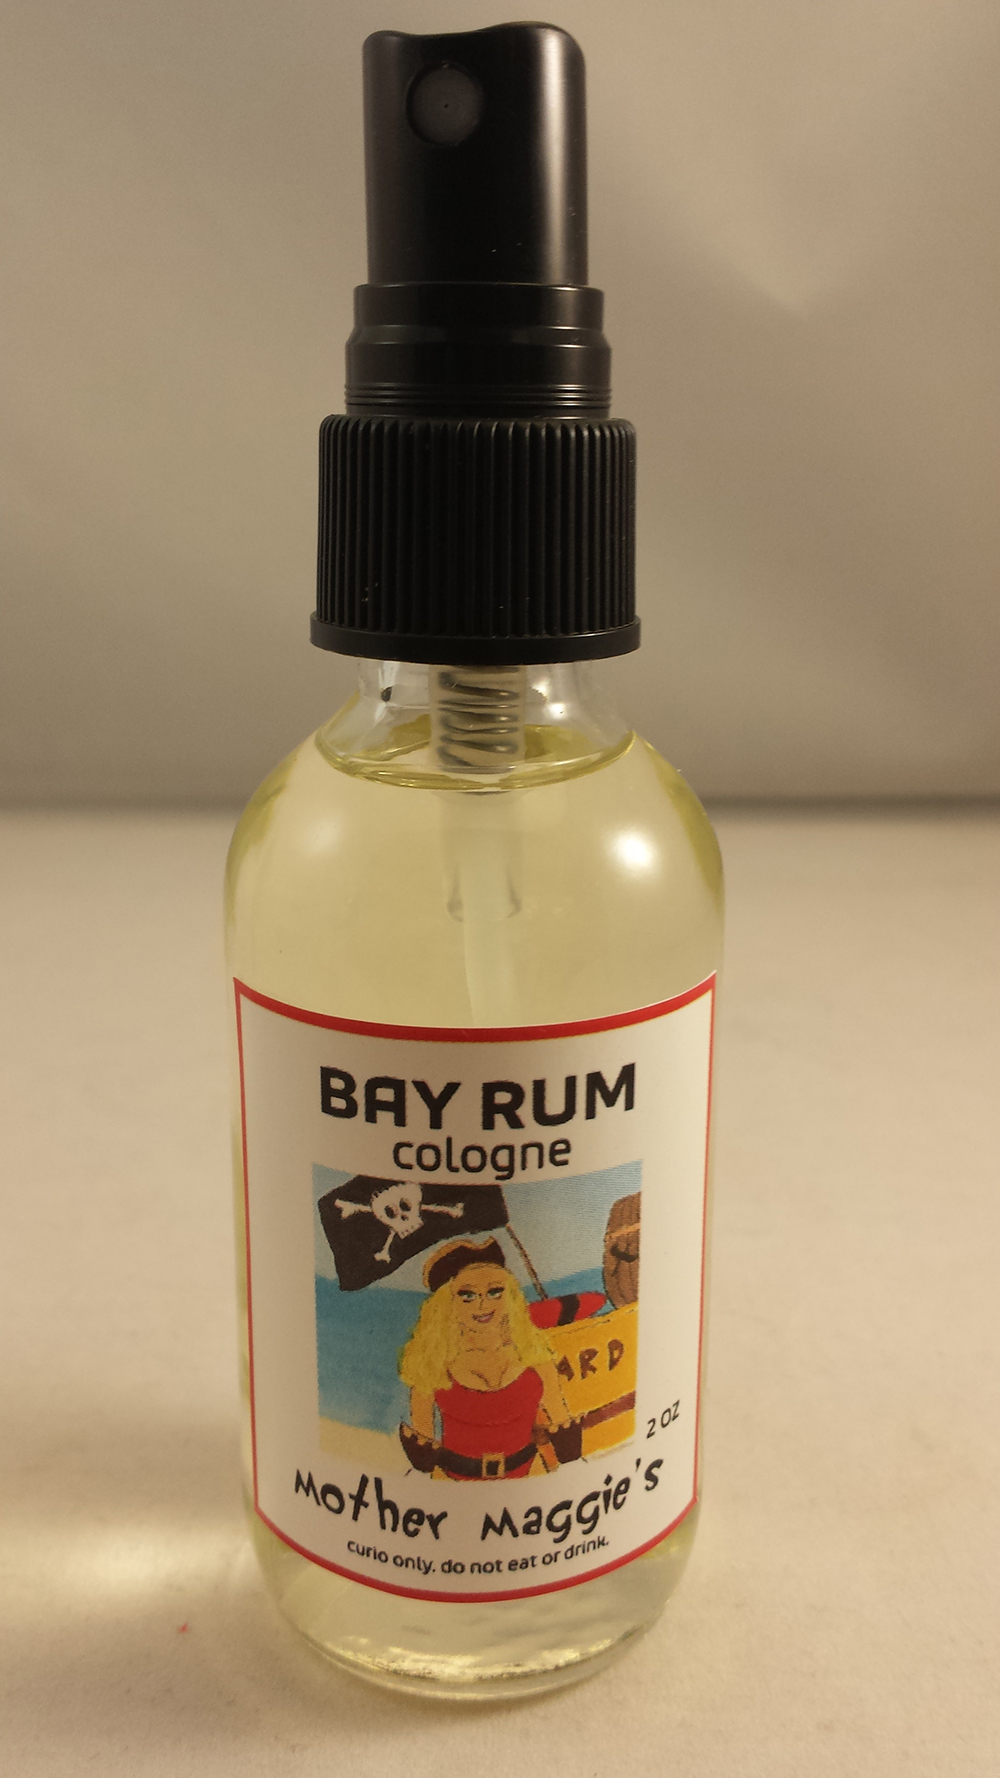 BAY RUM
cologne
ARD
2 OZ
Mother Maggie's
curio only. do not eat or drink.